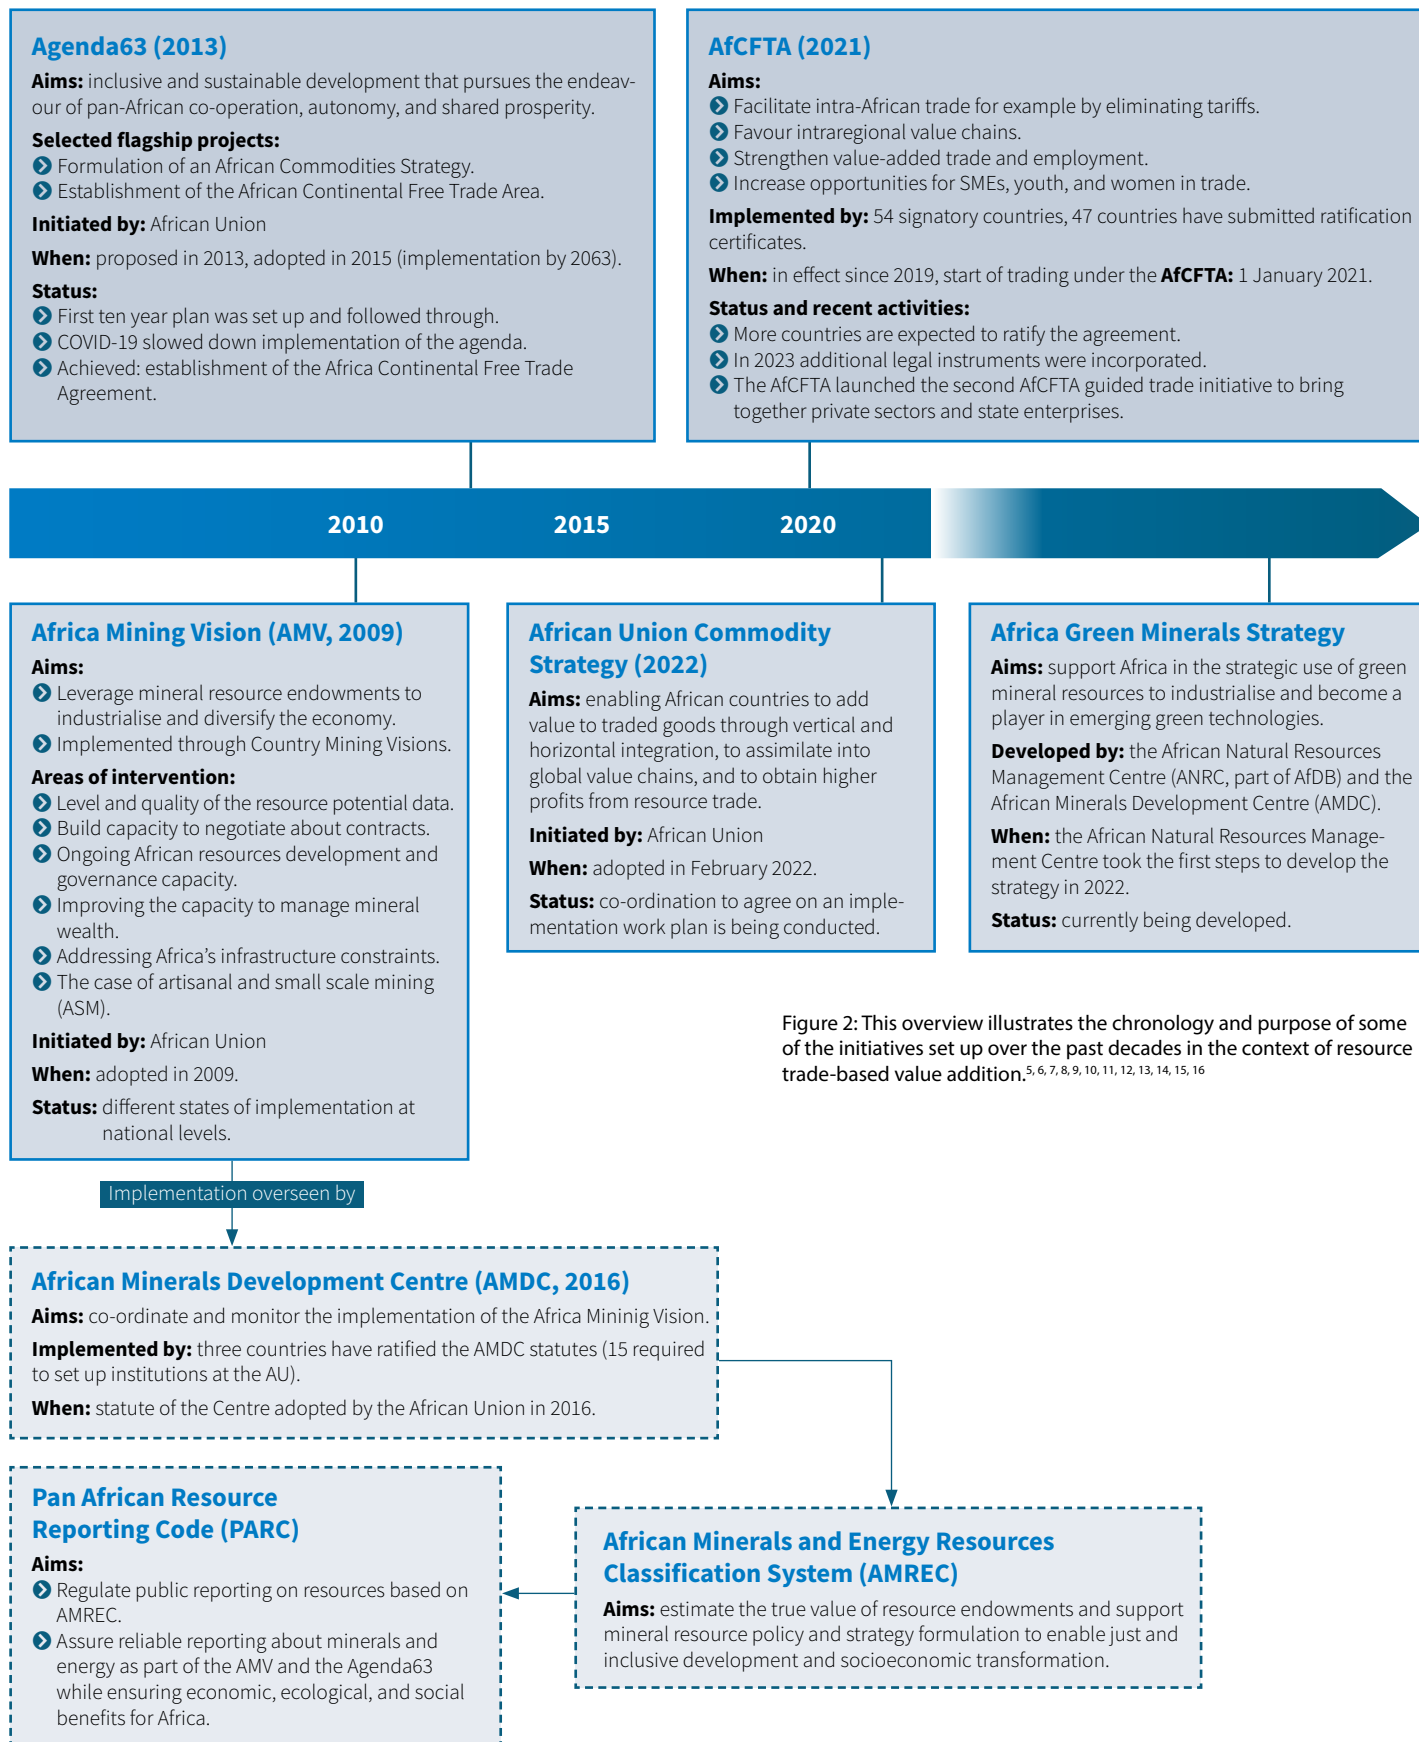 Agenda63 (2013)
Aims: inclusive and sustainable development that pursues the endeav-
our of pan-African co-operation, autonomy, and shared prosperity.
Selected flagship projects:
Formulation of an African Commodities Strategy.
Establishment of the African Continental Free Trade Area.
Initiated by: African Union
When: proposed in 2013, adopted in 2015 (implementation by 2063).
Status:
First ten year plan was set up and followed through.
COVID-19 slowed down implementation of the agenda.
Achieved: establishment of the Africa Continental Free Trade
Agreement.
AfCFTA (2021)
Aims:
Facilitate intra-African trade for example by eliminating tariffs.
Favour intraregional value chains.
Strengthen value-added trade and employment.
Increase opportunities for SMEs, youth, and women in trade.
Implemented by: 54 signatory countries, 47 countries have submitted ratification
certificates.
When: in effect since 2019, start of trading under the AfCFTA: 1 January 2021.
Status and recent activities:
More countries are expected to ratify the agreement.
In 2023 additional legal instruments were incorporated.
The AfCFTA launched the second AfCFTA guided trade initiative to bring
together private sectors and state enterprises.
2010 2015 2020
Africa Mining Vision (AMV, 2009)
Aims:
Leverage mineral resource endowments to
industrialise and diversify the economy.
Implemented through Country Mining Visions.
Areas of intervention:
Level and quality of the resource potential data.
Build capacity to negotiate about contracts.
Ongoing African resources development and
governance capacity.
Improving the capacity to manage mineral
wealth.
Addressing Africa's infrastructure constraints.
The case of artisanal and small scale mining
(ASM).
Initiated by: African Union
When: adopted in 2009.
Status: different states of implementation at
national levels.
African Union Commodity
Strategy (2022)
Aims: enabling African countries to add
value to traded goods through vertical and
horizontal integration, to assimilate into
global value chains, and to obtain higher
profits from resource trade.
Initiated by: African Union
When: adopted in February 2022.
Status: co-ordination to agree on an imple-
mentation work plan is being conducted.
Africa Green Minerals Strategy
Aims: support Africa in the strategic use of green
mineral resources to industrialise and become a
player in emerging green technologies.
Developed by: the African Natural Resources
Management Centre (ANRC, part of AfDB) and the
African Minerals Development Centre (AMDC).
When: the African Natural Resources Manage-
ment Centre took the first steps to develop the
strategy in 2022.
Status: currently being developed.
Figure 2: This overview illustrates the chronology and purpose of some
of the initiatives set up over the past decades in the context of resource
trade-based value addition.5, 6, 7, 8, 9, 10, 11, 12, 13, 14, 15, 16
Implementation overseen by
African Minerals Development Centre (AMDC, 2016)
Aims: co-ordinate and monitor the implementation of the Africa Mininig Vision.
Implemented by: three countries have ratified the AMDC statutes (15 required
to set up institutions at the AU).
When: statute of the Centre adopted by the African Union in 2016.
Pan African Resource
Reporting Code (PARC)
Aims:
Regulate public reporting on resources based on
AMREC.
Assure reliable reporting about minerals and
energy as part of the AMV and the Agenda63
while ensuring economic, ecological, and social
benefits for Africa.
African Minerals and Energy Resources
Classification System (AMREC)
Aims: estimate the true value of resource endowments and support
mineral resource policy and strategy formulation to enable just and
inclusive development and socioeconomic transformation.